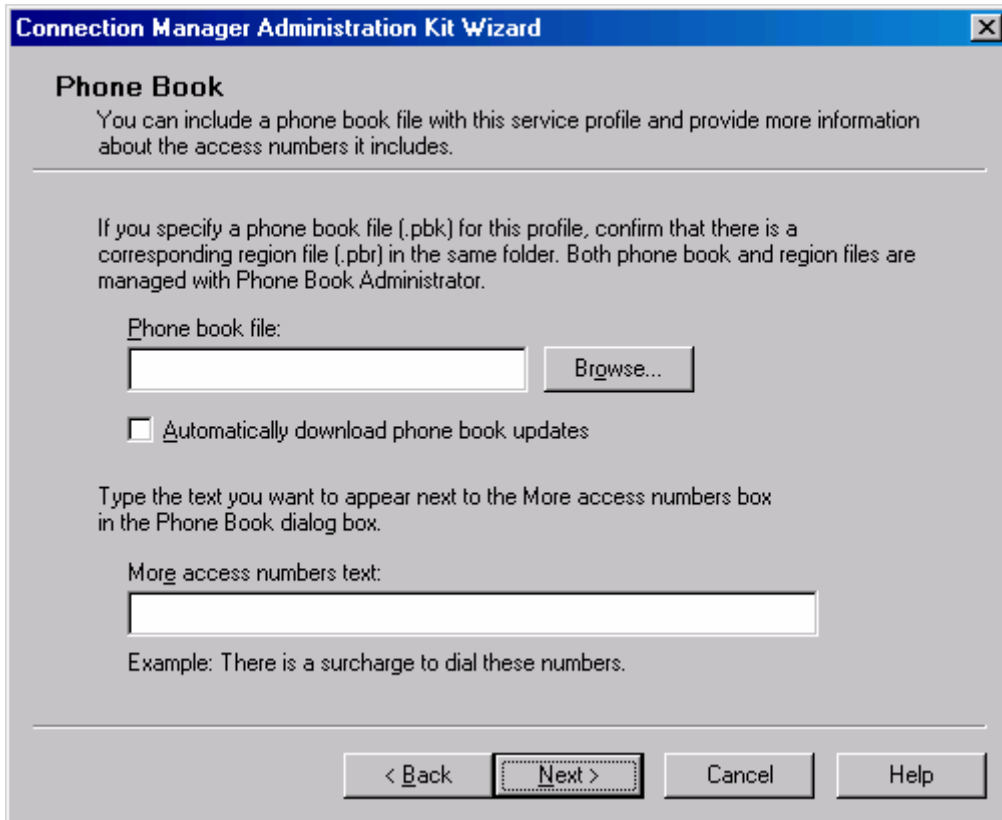 Connection Manager Administration Kit Wizard
Phone Book
You can include a phone book file with this service profile and provide more information
about the access numbers it includes.
If you specify a phone book file (.pbk) for this profile, confirm that there is a
corresponding region file (.pbr) in the same folder. Both phone book and region files are
managed with Phone Book Administrator.
Phone book file:
Browse...
Automatically download phone book updates
Type the text you want to appear next to the More access numbers box
in the Phone Book dialog box.
More access numbers text:
Example: There is a surcharge to dial these numbers.
< Back Next > Cancel Help